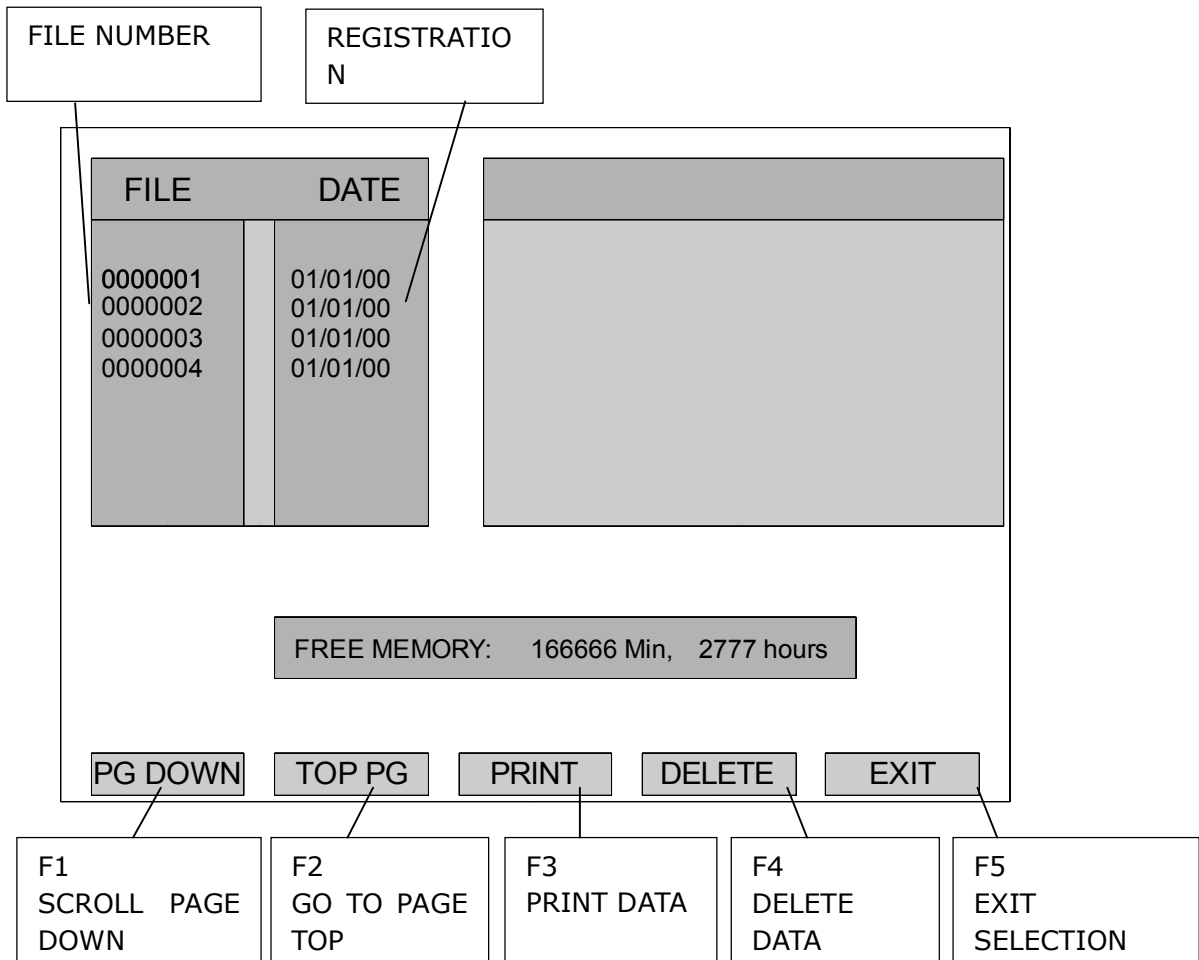 FILE NUMBER
REGISTRATIO
N
FILE DATE
0000001 01/01/00
0000002 01/01/00
0000003 01/01/00
0000004 01/01/00
FREE MEMORY: 166666 Min, 2777 hours
PG DOWN TOP PG PRINT DELETE EXIT
F1
SCROLL PAGE
DOWN
F2
GO TO PAGE
TOP
F3
PRINT DATA
F4
DELETE
DATA
F5
EXIT
SELECTION